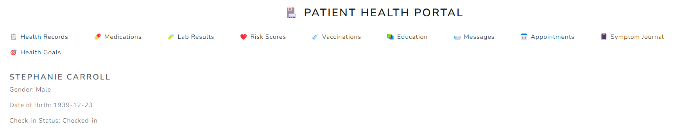 PATIENT HEALTH PORTAL
Health Records Medications Lab Results Risk Scores Vaccinations Education Messages Appointments Symptom Journal
Health Goals
STEPHANIE CARROLL
Gender: Male
Date of Birth: 1939-12-23
Check-in Status: Checked-in